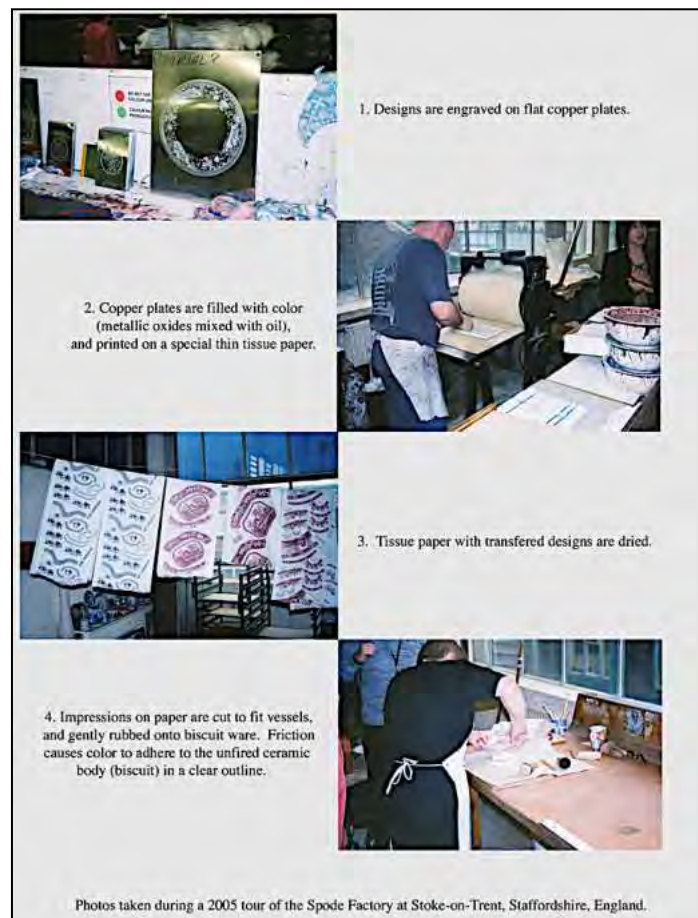 1. Designs are engraved on flat copper plates.
2. Copper plates are filled with color
(metallic oxides mixed with oil),
and printed on a special thin tissue paper.
3. Tissue paper with transfered designs are dried.
4. Impressions on paper are cut to fit vessels,
and gently rubbed onto biscuit ware. Friction
causes color to adhere to the unfired ceramic
body (biscuit) in a clear outline.
Photos taken during a 2005 tour of the Spode Factory at Stoke-on-Trent, Staffordshire, England.